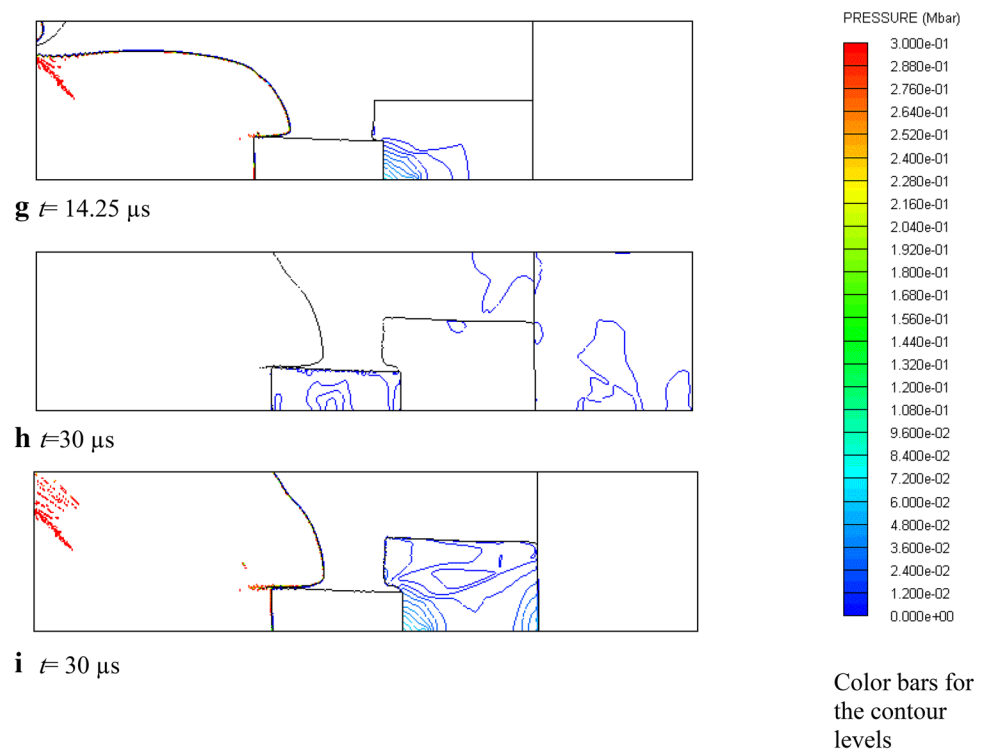 PRESSURE (Mbar)
3.000e-01
2.880e-01
2.760e-01
2.640e-01
2.520e-01
2.400e-01
2.280e-01
2.160e-01
2.040e-01
1.920e-01
1.800e-01
1.680e-01
1.560e-01
1.440e-01
1.320e-01
1.200e-01
1.080e-01
9.600e-02
8.400e-02
7.200e-02
6.000e-02
4.800e-02
3.600e-02
2.400e-02
1.200e-02
0.000e+00
g t= 14.25 µs
h t=30 µs
i t= 30 µs
Color bars for
the contour
levels